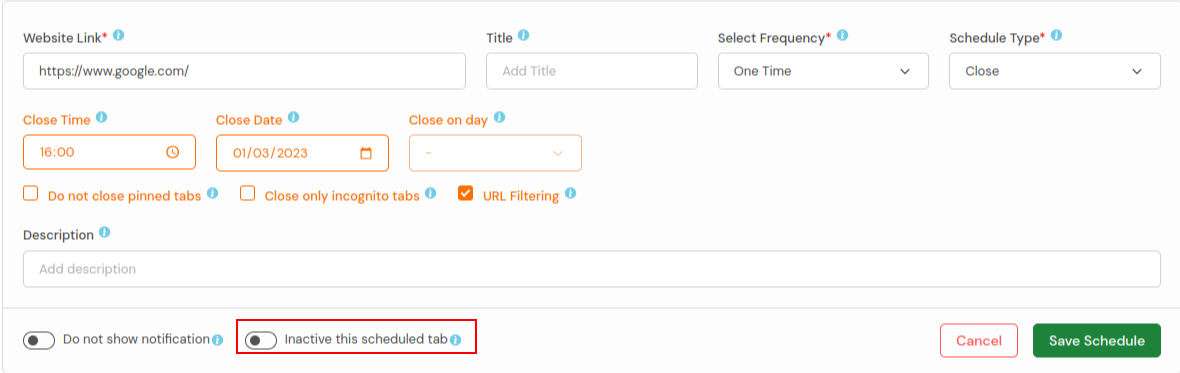 Website Link* Title Select Frequency* Schedule Type*
https://www.google.com/ Add Title One Time Close
Close Time Close Date Close on day
16:00 01/03/2023 -
Do not close pinned tabs Close only incognito tabs URL Filtering
Description
Add description
Do not show notification Inactive this scheduled tab Cancel Save Schedule